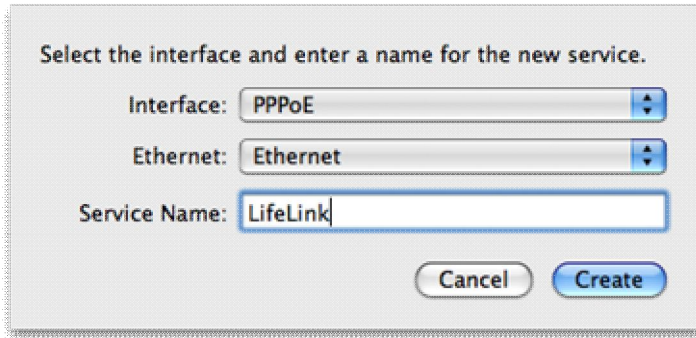 Select the interface and enter a name for the new service.
Interface: PPPoE
Ethernet: Ethernet
Service Name: LifeLink
Cancel Create